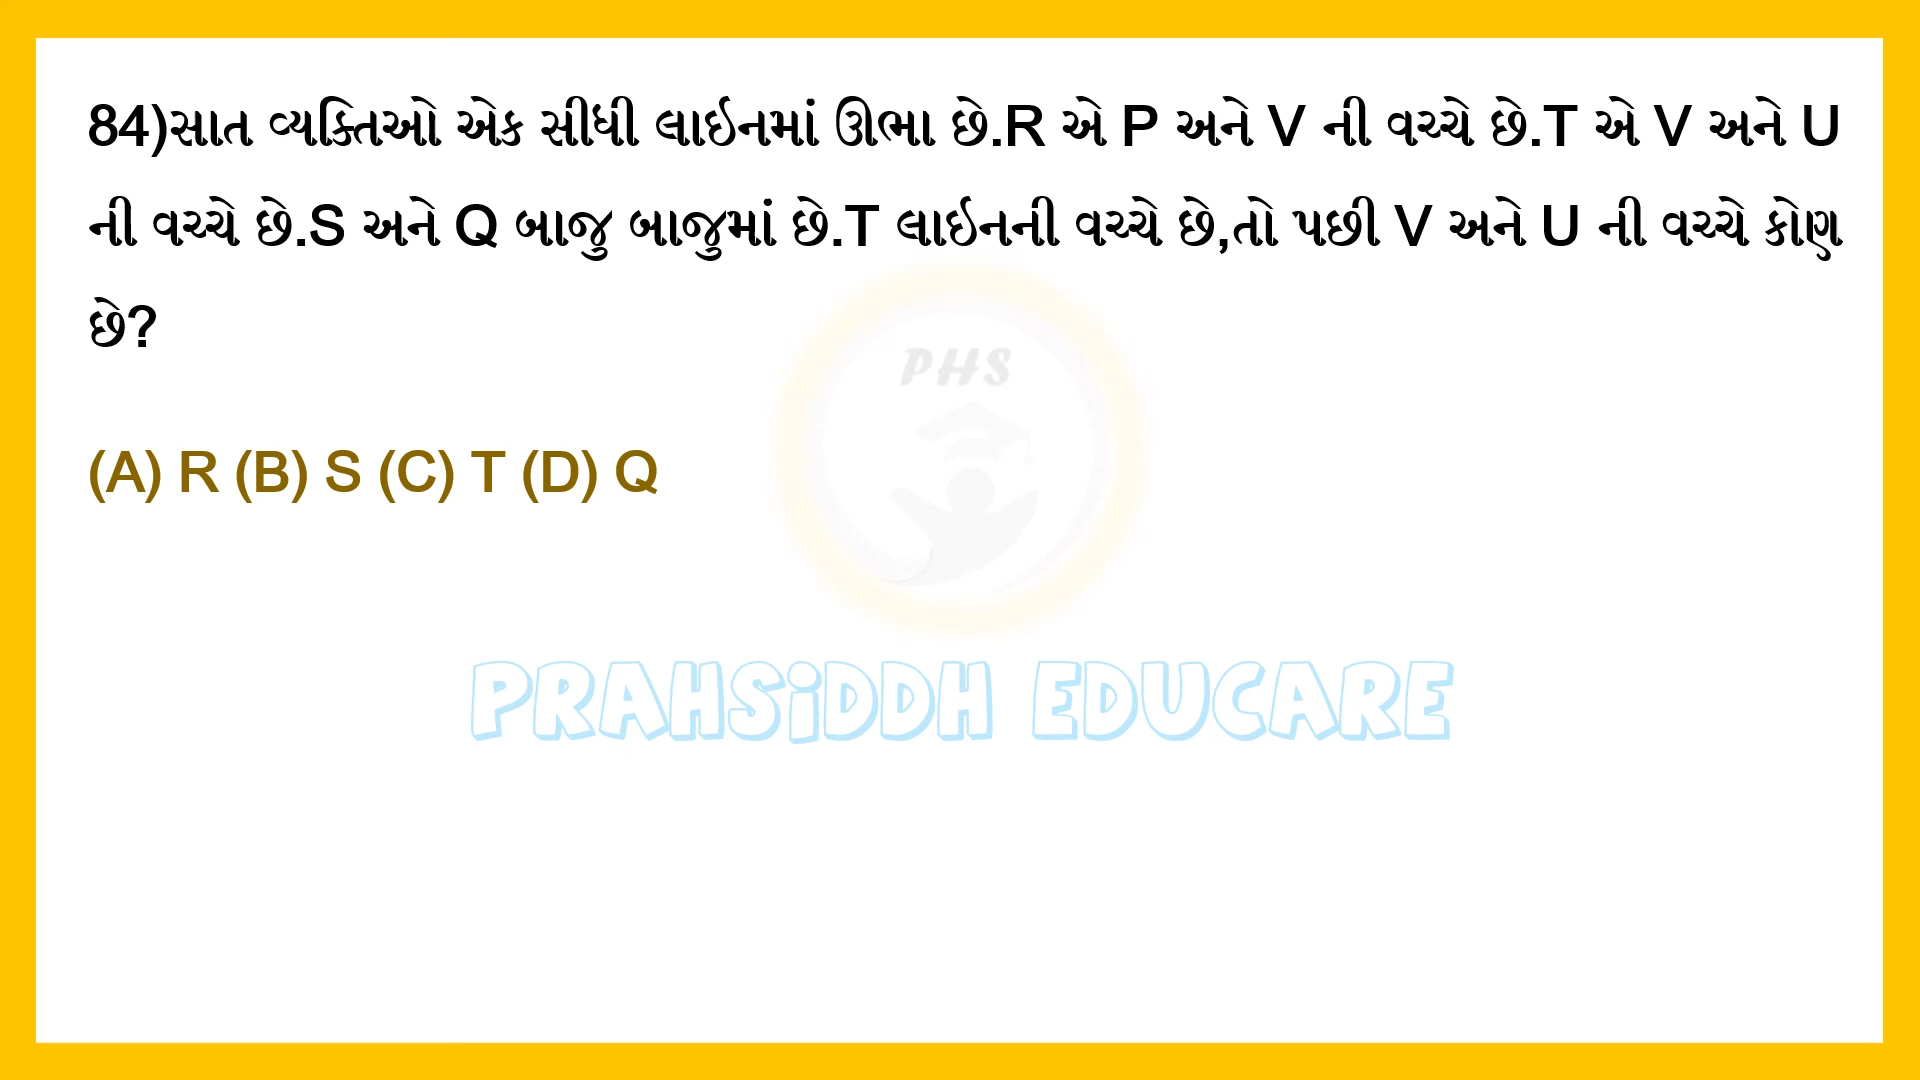 84)સાત વ્યક્તિઓ એક સીધી લાઇનમાં ઊભા છે.R એ P અને V ની વચ્ચે છે.T એ V અને U
ની વચ્ચે છે.S અને Q બાજુ બાજુમાં છે.T લાઇનની વચ્ચે છે,તો પછી V અને U ની વચ્ચે કોણ
છે?
PHS
(A) R (B) S (C) T (D) Q
PRAHSiDDH EDUCARE